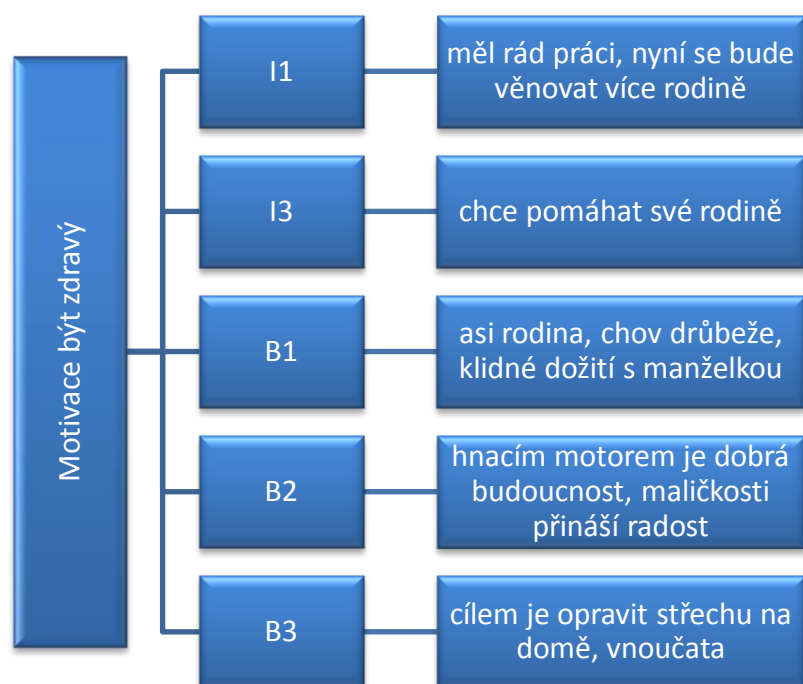 Motivace být zdravý
I1
měl rád práci, nyní se bude
věnovat více rodině
I3
chce pomáhat své rodině
B1
asi rodina, chov drůbeže,
klidné dožití s manželkou
B2
hnacím motorem je dobrá
budoucnost, maličkosti
přináší radost
B3
cílem je opravit střechu na
domě, vnoučata